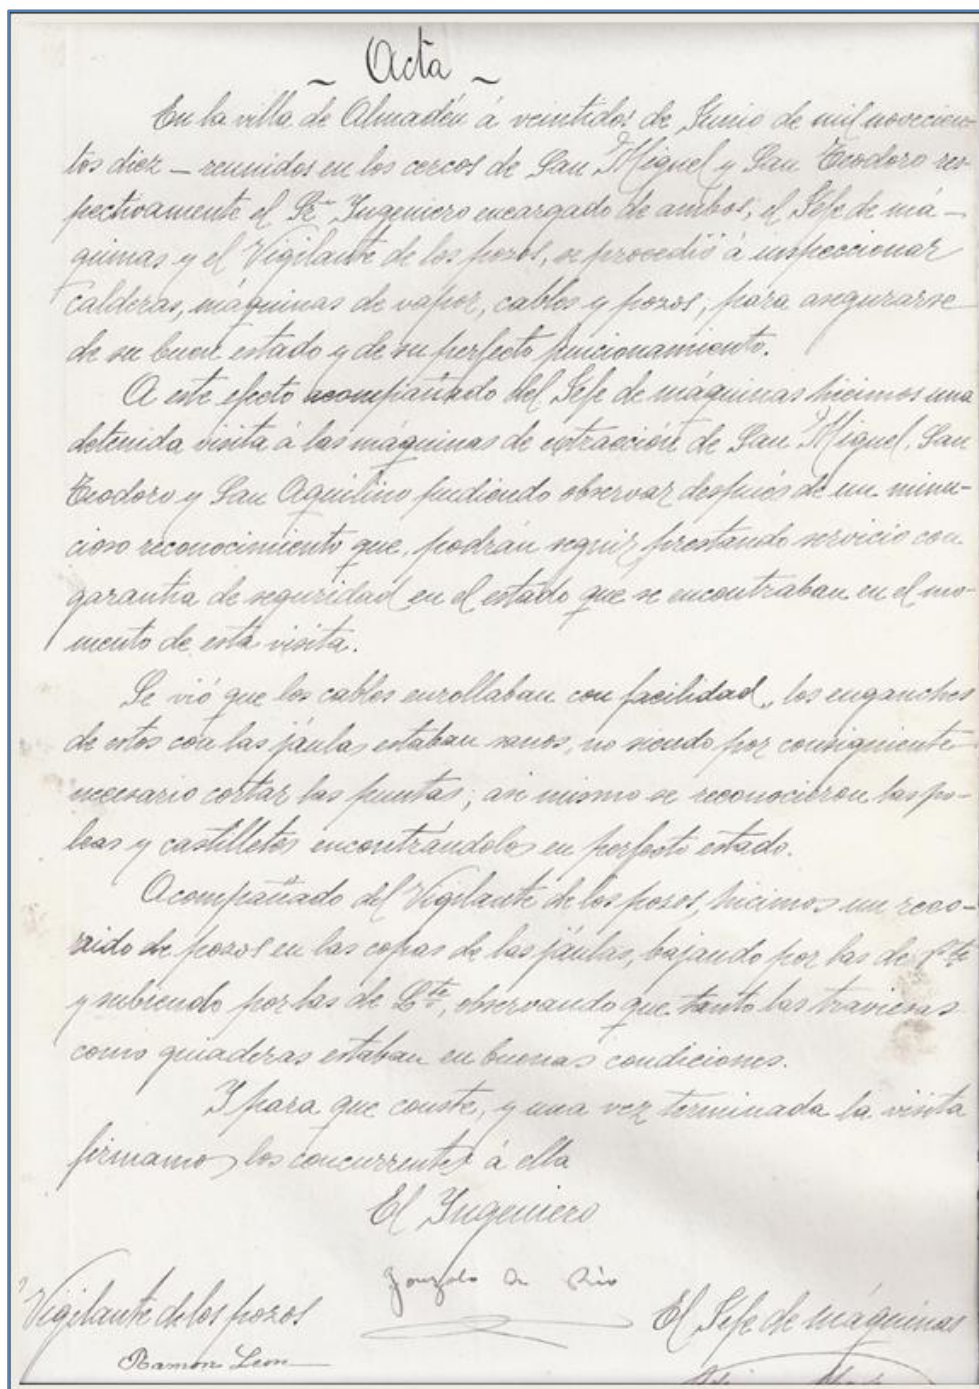 ~ Acta ~
En la villa de Almadén á veintidos de Junio de mil novecien-
tos diez — reunidos en los cercos de San Miguel y San Teodoro res-
pectivamente el Sr. Ingeniero encargado de ambos, el Jefe de má-
quinas y el Vigilante de los pozos, se procedió á inspeccionar
calderas, máquinas de vapor, cables y pozos, para asegurarse
de su buen estado y de su perfecto funcionamiento.
A este efecto acompañado del Jefe de máquinas hicimos una
detenida visita á las máquinas de extracción de San Miguel, San
Teodoro y San Aquilino pudiendo observar después de un minu-
cioso reconocimiento que, podrán seguir prestando servicio con
garantía de seguridad en el estado que se encontraban en el mo-
mento de esta visita.
Se vió que los cables enrollaban con facilidad, los enganches
de estos con las jáulas estaban sanos, no siendo por consiguiente
necesario cortar las puntas; asi mismo se reconocieron las po-
leas y castilletes encontrándolos en perfecto estado.
Acompañado del Vigilante de los pozos, hicimos un reco-
rrido de pozos en las copas de las jáulas, bajando por las de
y subiendo por las de Lte, observando que tanto las traviesas
como guiaderas estaban en buenas condiciones.
Y para que conste, y una vez terminada la visita
firmamos los concurrentes á ella
El Ingeniero
Gonzalo
Vigilante de los pozos
El Jefe de máquinas
Ramon Leon